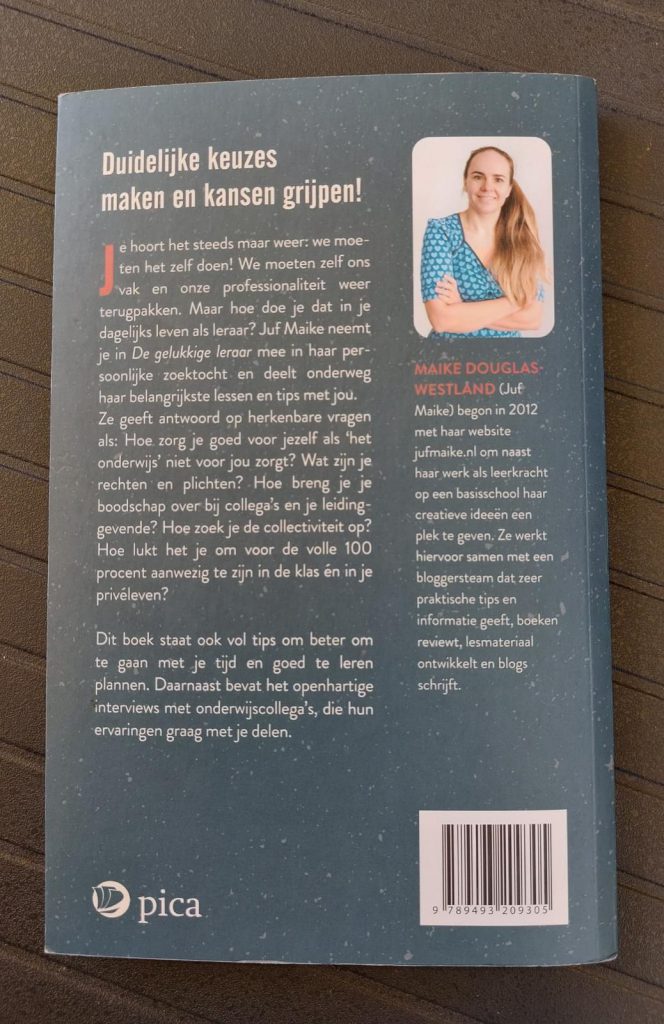 Duidelijke keuzes
maken en kansen grijpen!
Je hoort het steeds maar weer: we moe-
ten het zelf doen! We moeten zelf ons
vak en onze professionaliteit weer
terugpakken. Maar hoe doe je dat in je
dagelijks leven als leraar? Juf Maike neemt
je in De gelukkige leraar mee in haar per-
soonlijke zoektocht en deelt onderweg
haar belangrijkste lessen en tips met jou.
Ze geeft antwoord op herkenbare vragen
als: Hoe zorg je goed voor jezelf als 'het
onderwijs' niet voor jou zorgt? Wat zijn je
rechten en plichten? Hoe breng je je
boodschap over bij collega's en je leiding-
gevende? Hoe zoek je de collectiviteit op?
Hoe lukt het je om voor de volle 100
procent aanwezig te zijn in de klas én in je
privéleven?
Dit boek staat ook vol tips om beter om
te gaan met je tijd en goed te leren
plannen. Daarnaast bevat het openhartige
interviews met onderwijscollega's, die hun
ervaringen graag met je delen.
MAIKE DOUGLAS-
WESTLAND (Juf
Maike) begon in 2012
met haar website
jufmaike.nl om naast
haar werk als leerkracht
op een basisschool haar
creatieve ideeën een
plek te geven. Ze werkt
hiervoor samen met een
bloggersteam dat zeer
praktische tips en
informatie geeft, boeken
reviewt, lesmateriaal
ontwikkelt en blogs
schrijft.
pica
9 789493 209305